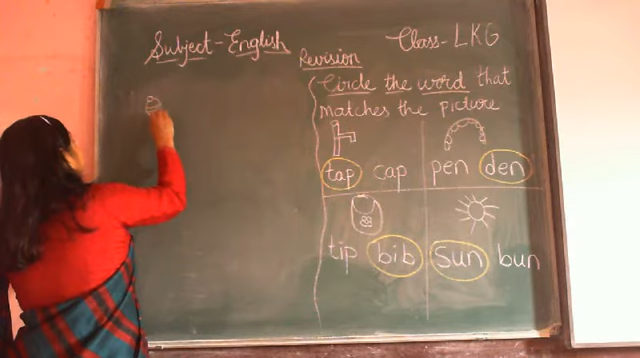 Subject - English
Class - LKG
Revision
Circle the word that
matches the picture
tap cap
pen den
tip bib
sun bun